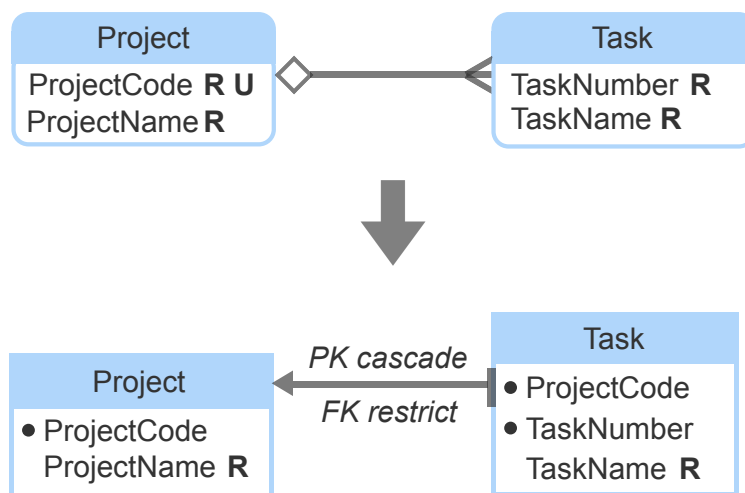 Project
ProjectCode R U
ProjectName R
Task
TaskNumber R
TaskName R
PK cascade
FK restrict
Project
● ProjectCode
ProjectName R
Task
● ProjectCode
● TaskNumber
TaskName R